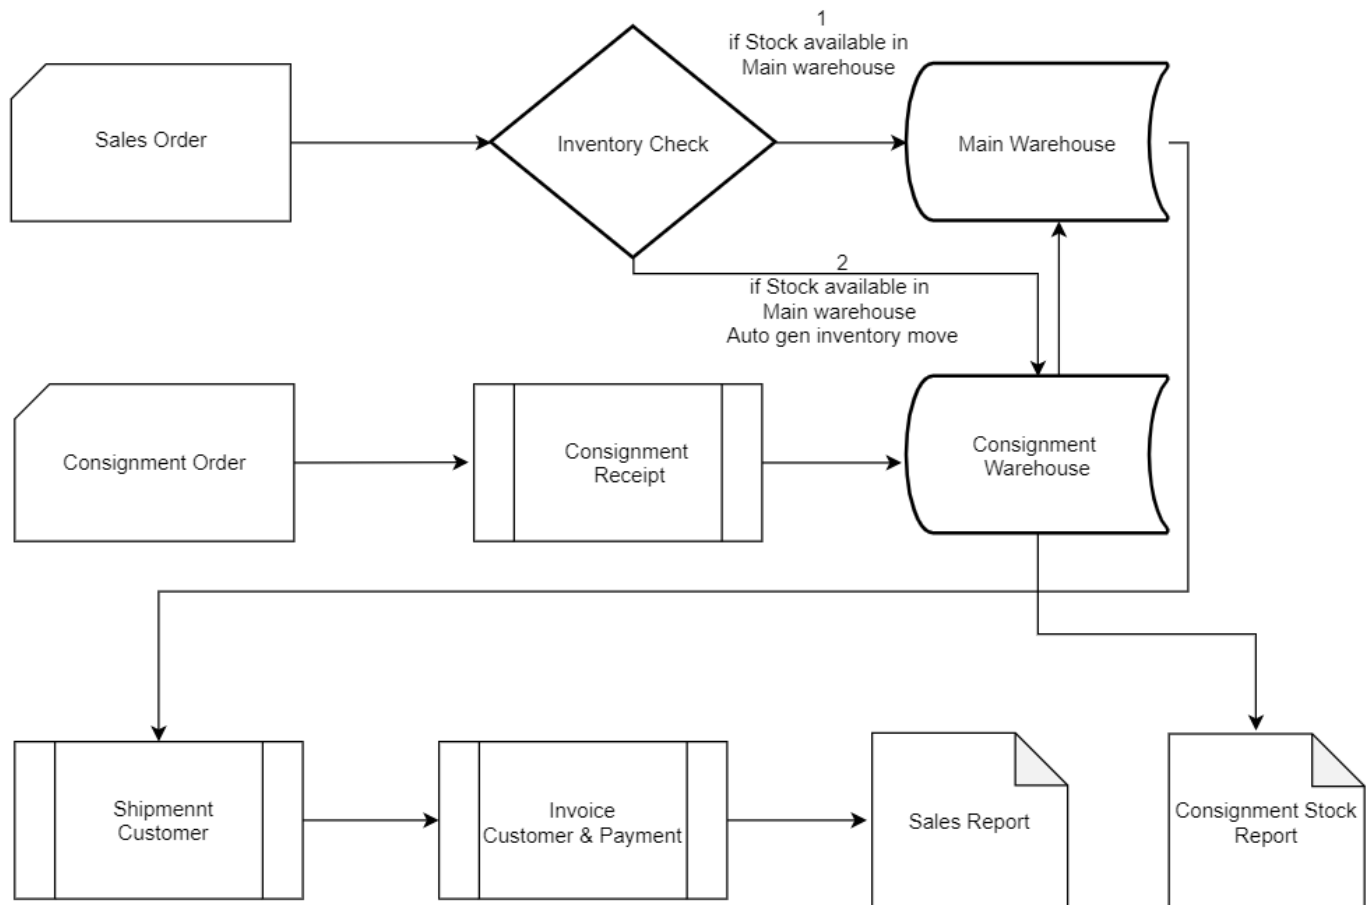 1
if Stock available in
Main warehouse
Sales Order
Inventory Check
Main Warehouse
2
if Stock available in
Main warehouse
Auto gen inventory move
Consignment Order
Consignment
Receipt
Consignment
Warehouse
Shipmennt
Customer
Invoice
Customer & Payment
Sales Report
Consignment Stock
Report